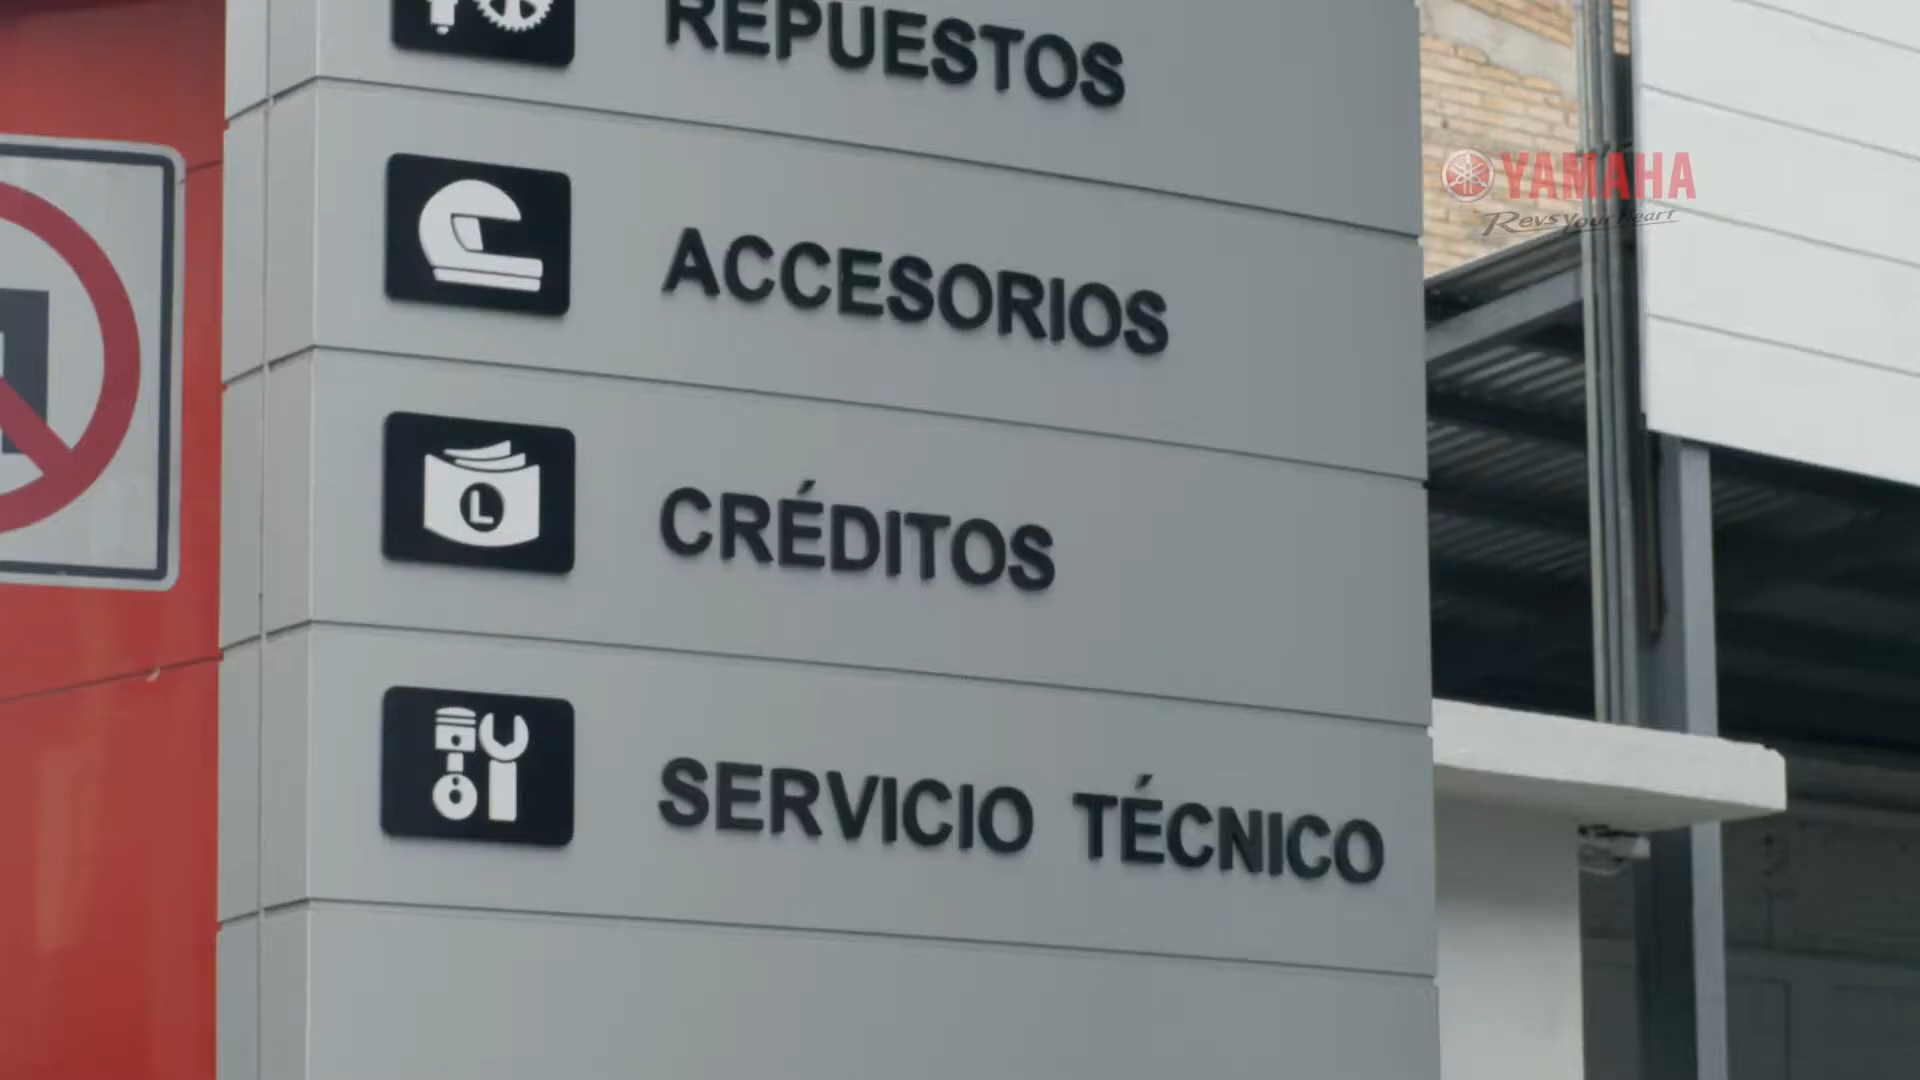 REPUESTOS
YAMAHA
Revs Your Heart
ACCESORIOS
L
CRÉDITOS
SERVICIO TÉCNICO